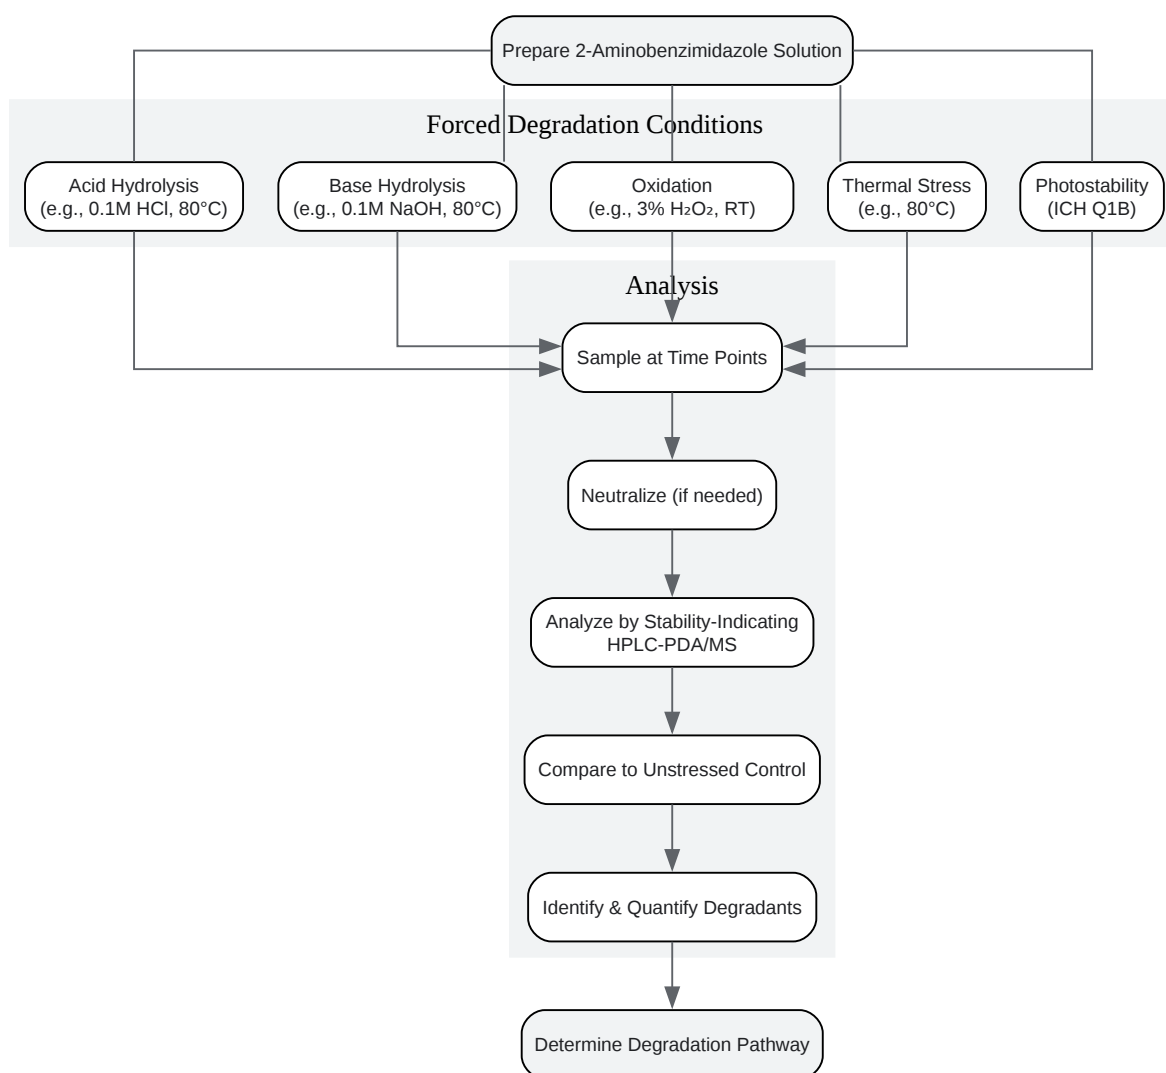 Prepare 2-Aminobenzimidazole Solution
Forced Degradation Conditions
Acid Hydrolysis
(e.g., 0.1M HCl, 80°C)
Base Hydrolysis
(e.g., 0.1M NaOH, 80°C)
Oxidation
(e.g., 3% H₂O₂, RT)
Thermal Stress
(e.g., 80°C)
Photostability
(ICH Q1B)
Analysis
Sample at Time Points
Neutralize (if needed)
Analyze by Stability-Indicating
HPLC-PDA/MS
Compare to Unstressed Control
Identify & Quantify Degradants
Determine Degradation Pathway